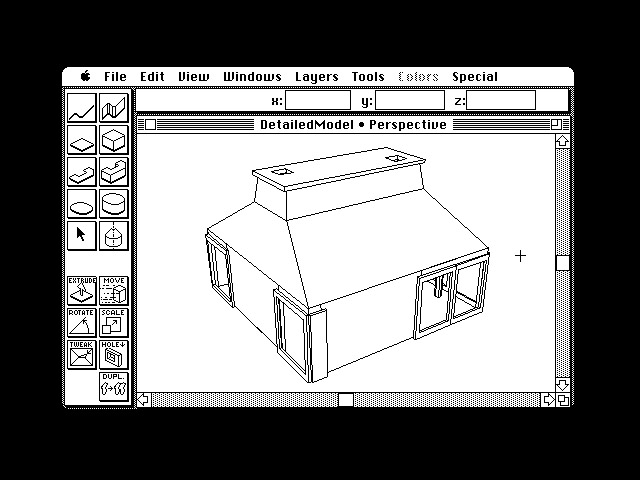 File Edit View Windows Layers Tools Colors Special
x: y: z:
DetailedModel • Perspective
EXTRUDE MOVE
ROTATE SCALE
TWEAK HOLE↓
DUPL.